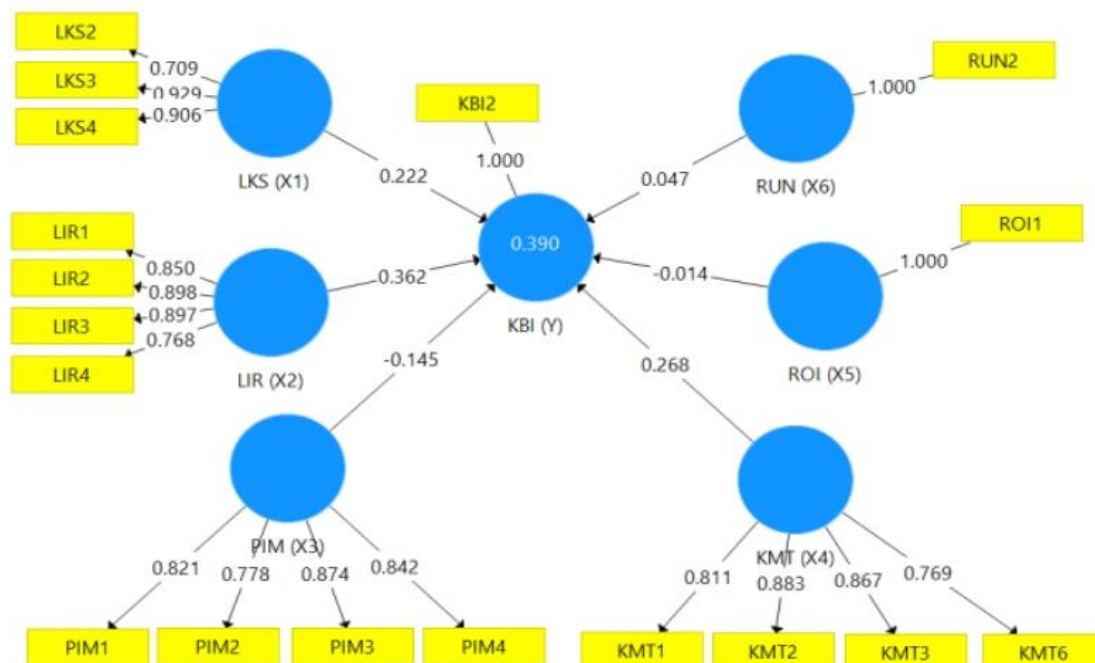 LKS2
0.709
LKS3
0.929
LKS4
0.906
LKS (X1)
KBI2
1.000
RUN2
1.000
RUN (X6)
0.222
0.047
LIR1
0.850
LIR2
0.898
LIR3
0.897
LIR4
0.768
LIR (X2)
0.362
0.390
KBI (Y)
ROI1
1.000
-0.014
ROI (X5)
-0.145
0.268
PIM (X3)
0.821
0.778
0.874
0.842
PIM1
PIM2
PIM3
PIM4
KMT (X4)
0.811
0.883
0.867
0.769
KMT1
KMT2
KMT3
KMT6